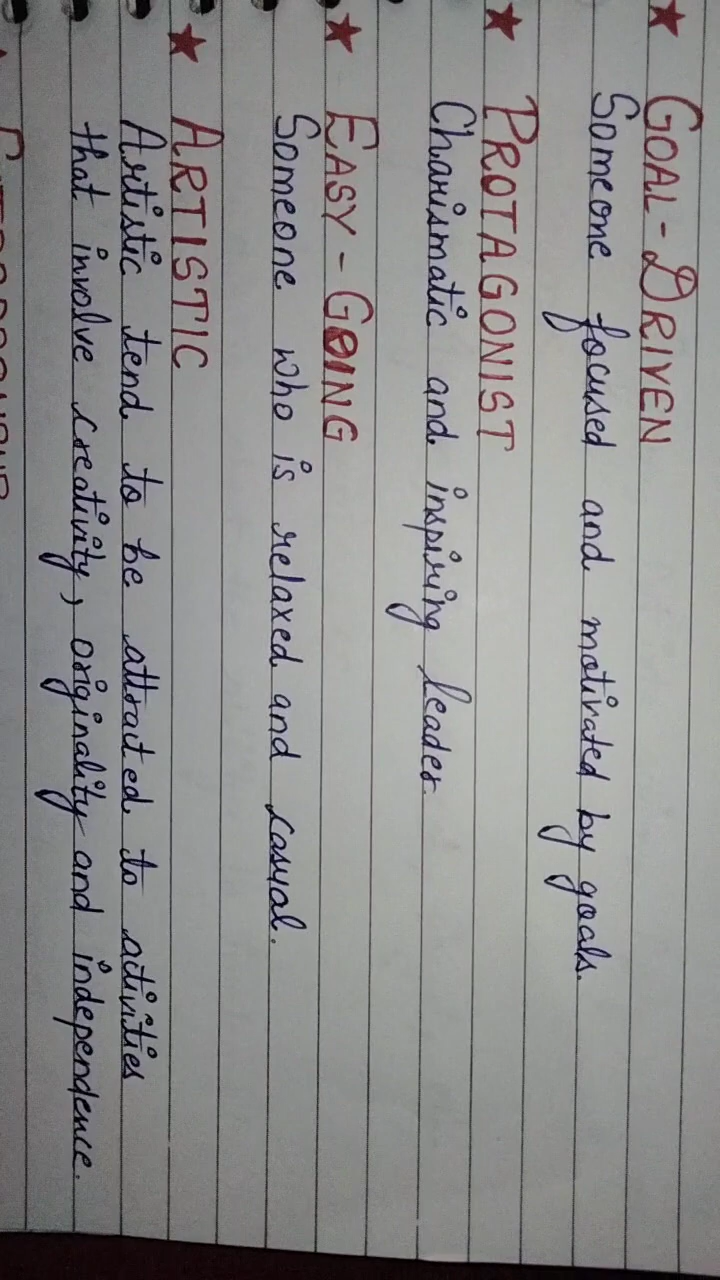 ★ GOAL-DRIVEN
Someone focused and motivated by goals.
★ PROTAGONIST
Charismatic and inspiring leader.
★ EASY-GOING
Someone who is relaxed and casual.
★ ARTISTIC
Artistic tend to be attracted to activities
that involve creativity, originality and independence.